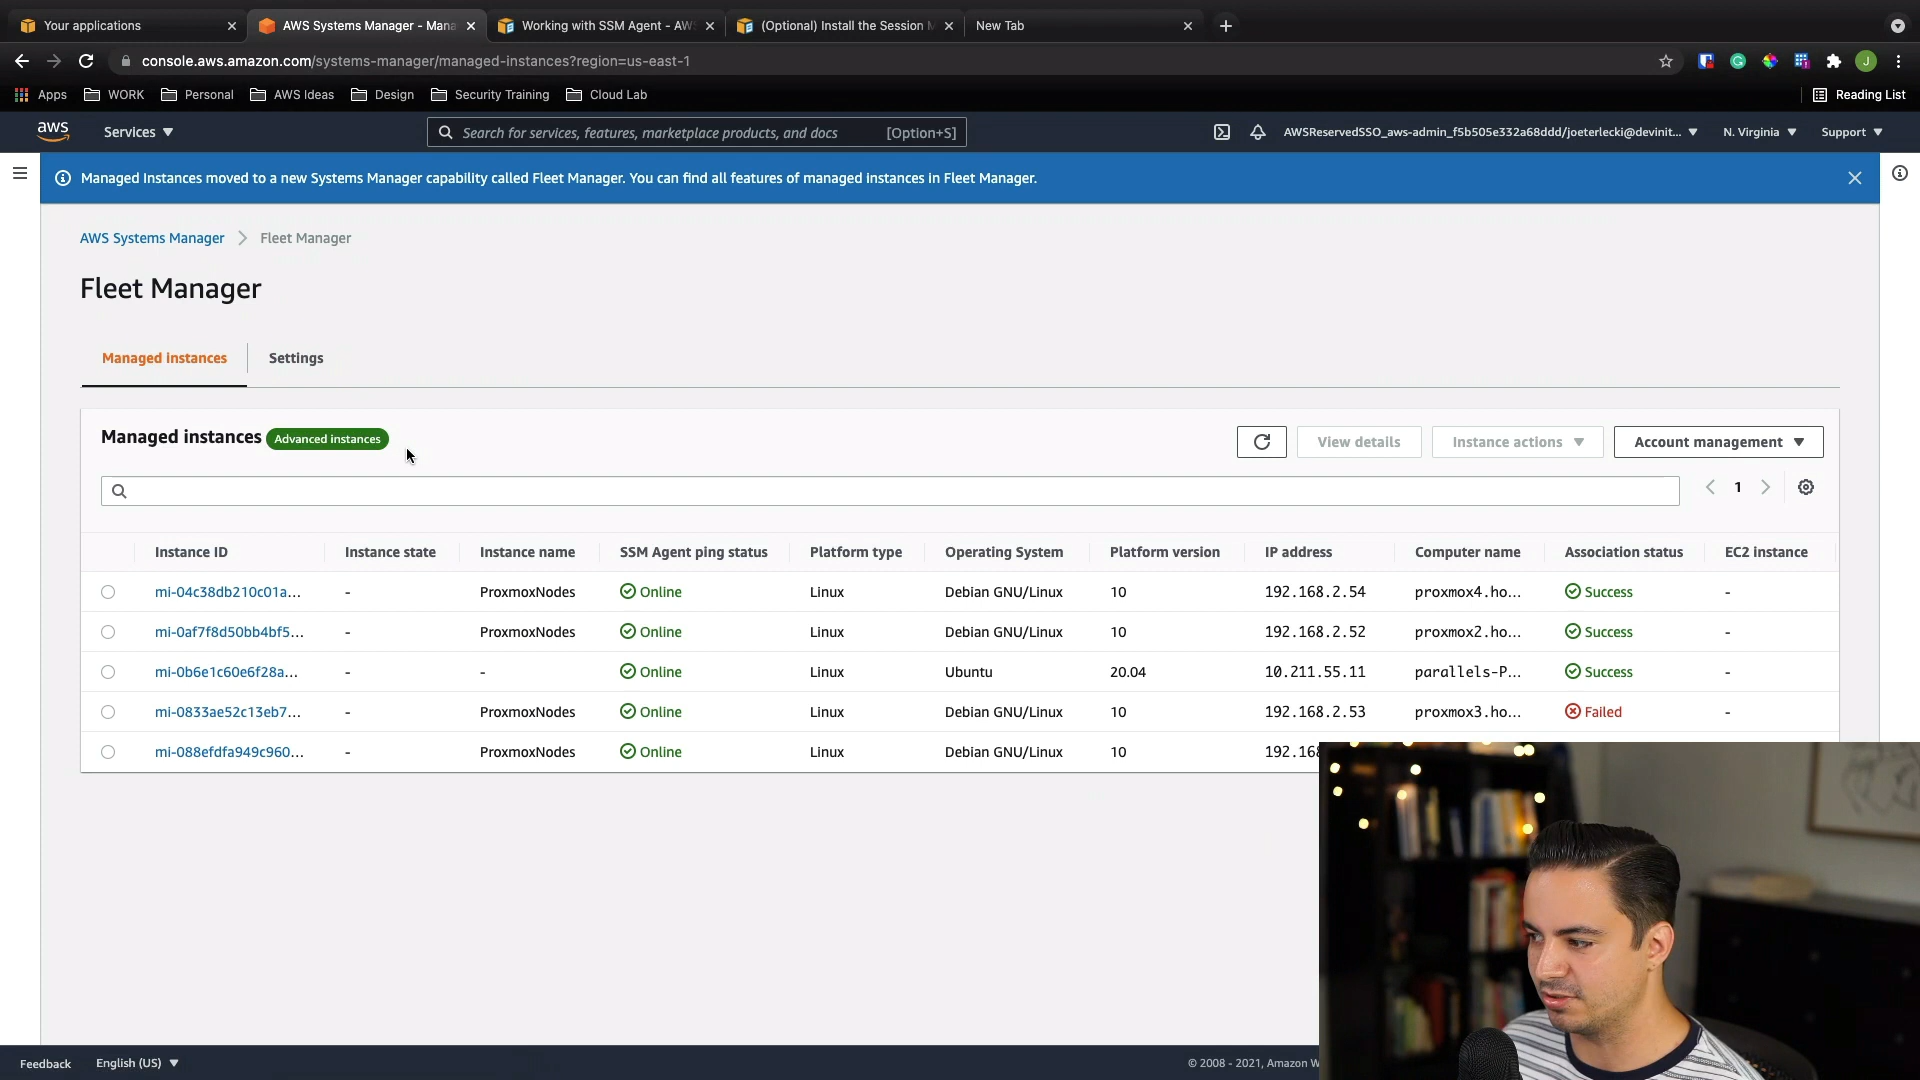 Your applications
AWS Systems Manager - Mana
Working with SSM Agent - AW
(Optional) Install the Session M
New Tab
console.aws.amazon.com/systems-manager/managed-instances?region=us-east-1
J
Apps WORK Personal AWS Ideas Design Security Training Cloud Lab Reading List
aws Services Search for services, features, marketplace products, and docs [Option+S] AWSReservedSSO_aws-admin_f5b505e332a68ddd/joeterlecki@devinit... N. Virginia Support
Managed Instances moved to a new Systems Manager capability called Fleet Manager. You can find all features of managed instances in Fleet Manager.
AWS Systems Manager > Fleet Manager
Fleet Manager
Managed instances Settings
Managed instances Advanced instances View details Instance actions Account management
1
Instance ID Instance state Instance name SSM Agent ping status Platform type Operating System Platform version IP address Computer name Association status EC2 instance
mi-04c38db210c01a... - ProxmoxNodes Online Linux Debian GNU/Linux 10 192.168.2.54 proxmox4.ho... Success -
mi-0af7f8d50bb4bf5... - ProxmoxNodes Online Linux Debian GNU/Linux 10 192.168.2.52 proxmox2.ho... Success -
mi-0b6e1c60e6f28a... - - Online Linux Ubuntu 20.04 10.211.55.11 parallels-P... Success -
mi-0833ae52c13eb7... - ProxmoxNodes Online Linux Debian GNU/Linux 10 192.168.2.53 proxmox3.ho... Failed -
mi-088efdfa949c960... - ProxmoxNodes Online Linux Debian GNU/Linux 10 192.168
Feedback English (US) © 2008 - 2021, Amazon W